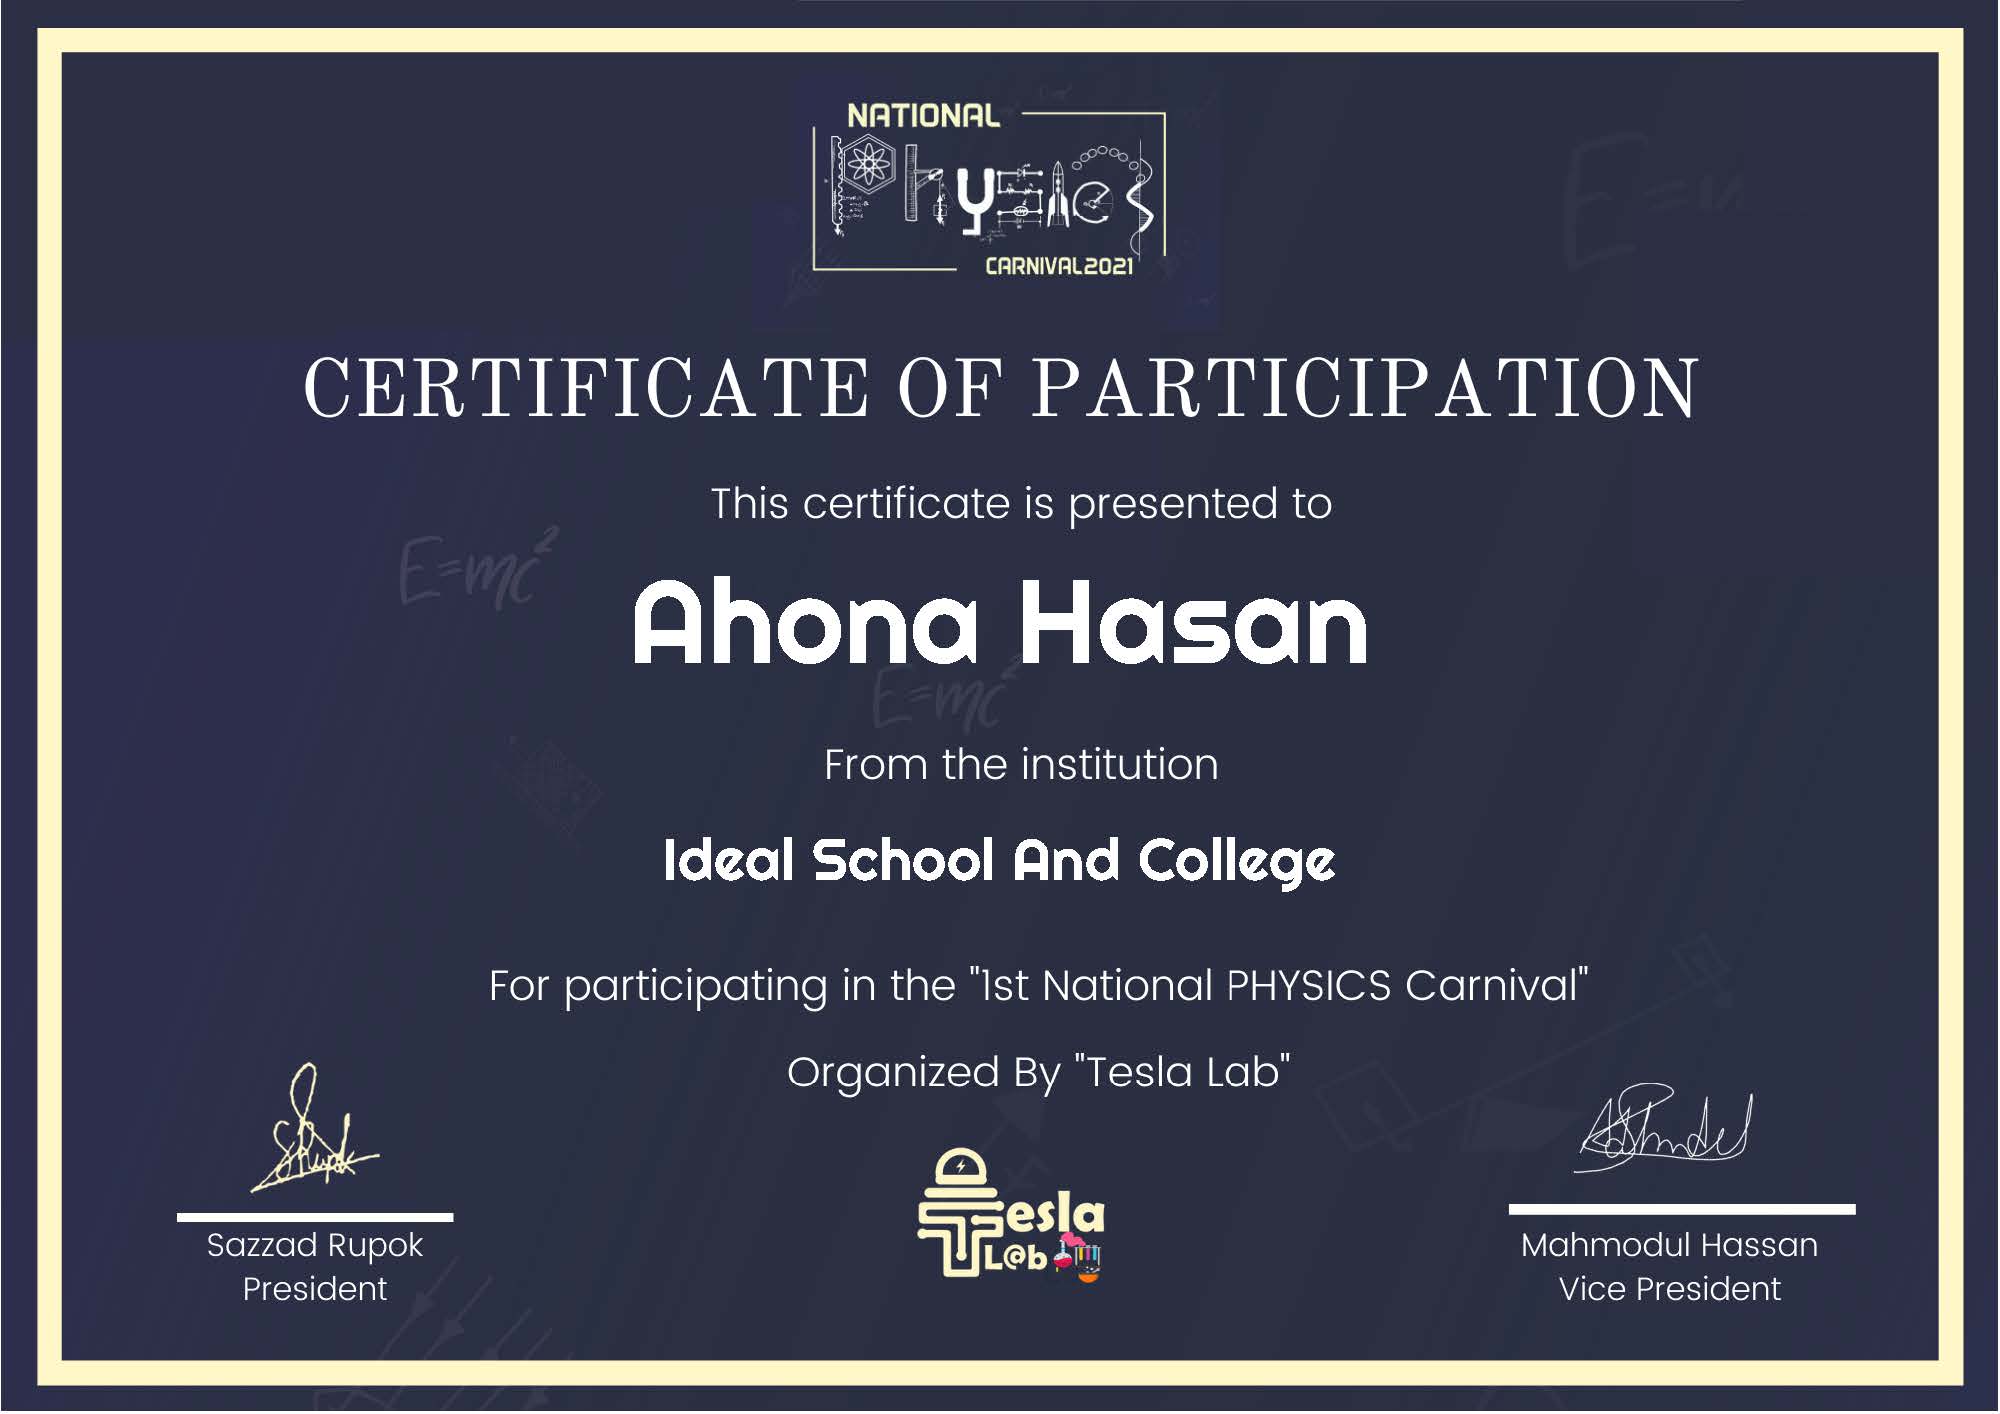 NATIONAL
Physics
CARNIVAL2021
CERTIFICATE OF PARTICIPATION
This certificate is presented to
E=mc²
Ahona Hasan
E=mc²
From the institution
Ideal School And College
For participating in the "1st National PHYSICS Carnival"
Organized By "Tesla Lab"
Tesla
L@b
Sazzad Rupok
President
Mahmodul Hassan
Vice President